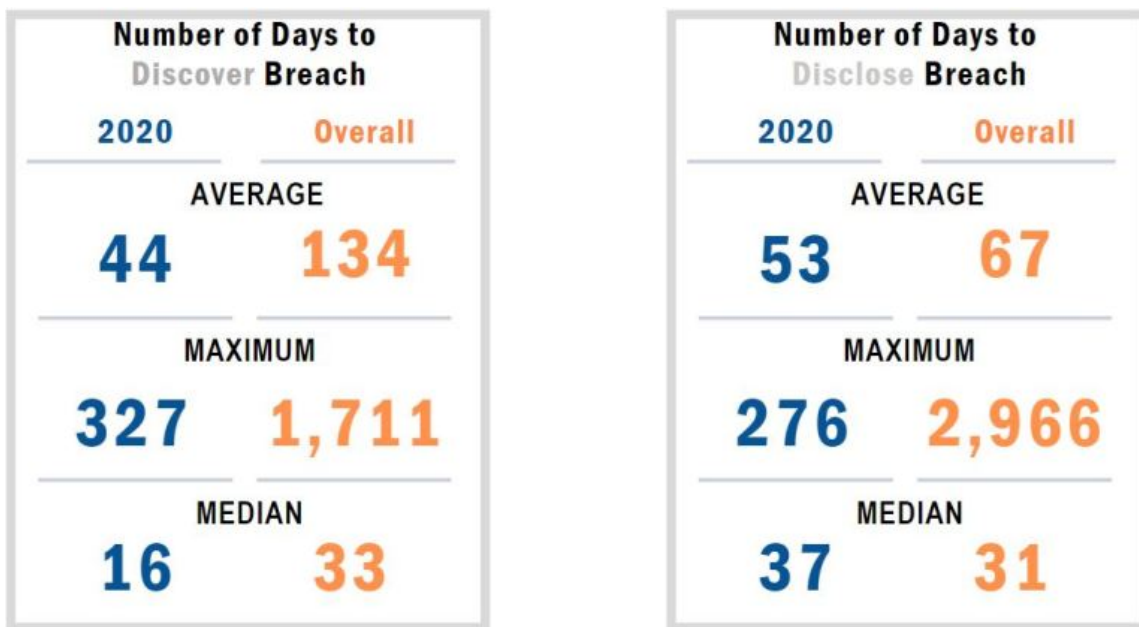 Number of Days to
Discover Breach
2020 Overall
AVERAGE
44 134
MAXIMUM
327 1,711
MEDIAN
16 33
Number of Days to
Disclose Breach
2020 Overall
AVERAGE
53 67
MAXIMUM
276 2,966
MEDIAN
37 31